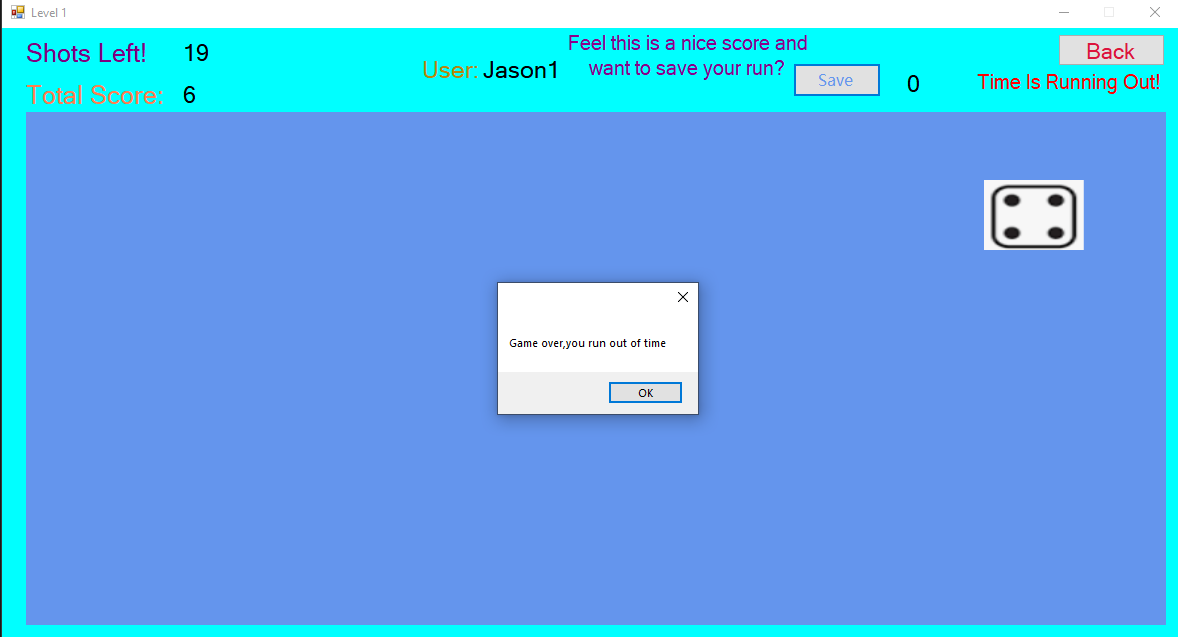 Level 1
Shots Left! 19
Feel this is a nice score and
want to save your run?
User: Jason1
Save
0
Back
Time Is Running Out!
Total Score: 6
Game over,you run out of time
OK